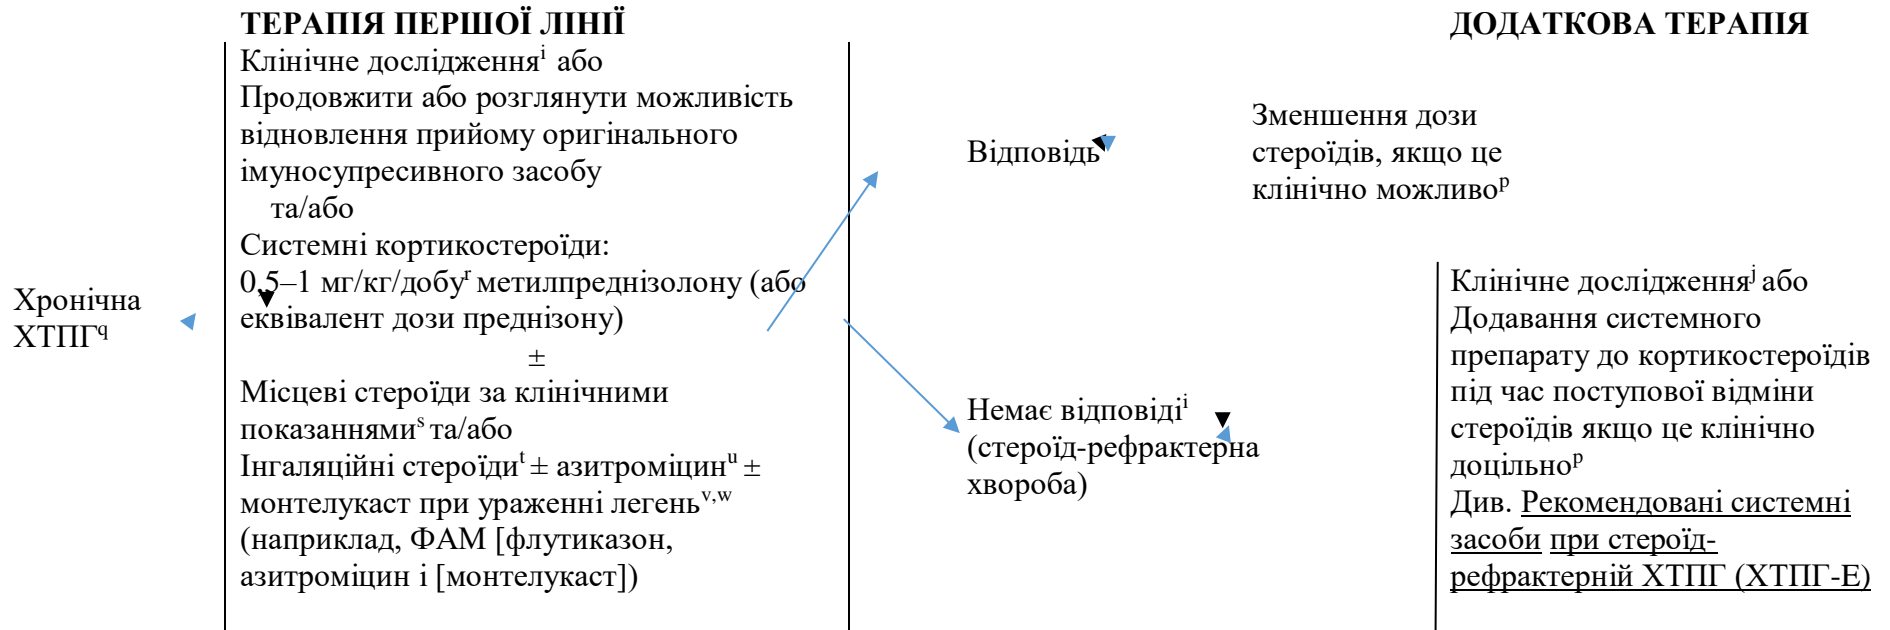 ТЕРАПІЯ ПЕРШОЇ ЛІНІЇ
Клінічне дослідженняⁱ або
Продовжити або розглянути можливість
відновлення прийому оригінального
імуносупресивного засобу
та/або
Системні кортикостероїди:
0,5–1 мг/кг/добуʳ метилпреднізолону (або
еквівалент дози преднізону)
±
Місцеві стероїди за клінічними
показаннямиˢ та/або
Інгаляційні стероїдиᵗ ± азитроміцинᵘ ±
монтелукаст при ураженні легеньᵛ,ʷ
(наприклад, ФАМ [флутиказон,
азитроміцин і [монтелукаст])
Хронічна
ХТПГ^q
Відповідь
Зменшення дози
стероїдів, якщо це
клінічно можливоᵖ
Немає відповідіⁱ
(стероїд-рефрактерна
хвороба)
ДОДАТКОВА ТЕРАПІЯ
Клінічне дослідженняʲ або
Додавання системного
препарату до кортикостероїдів
під час поступової відміни
стероїдів якщо це клінічно
доцільноᵖ
Див. Рекомендовані системні
засоби при стероїд-
рефрактерній ХТПГ (ХТПГ-Е)